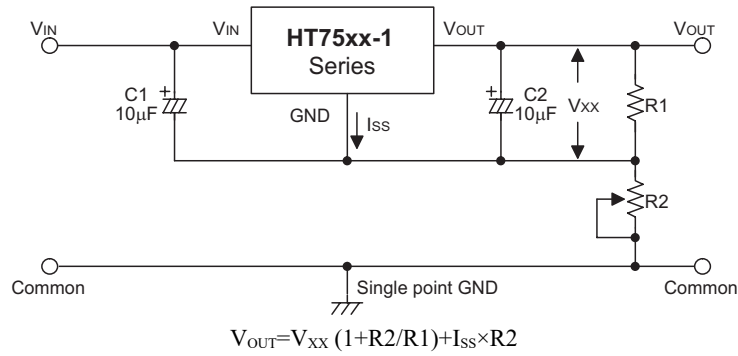 VIN VIN HT75xx-1 VOUT VOUT
Series
C1 C2
10μF GND ISS 10μF VXX R1
R2
Common Single point GND Common
VOUT=VXX (1+R2/R1)+ISS×R2